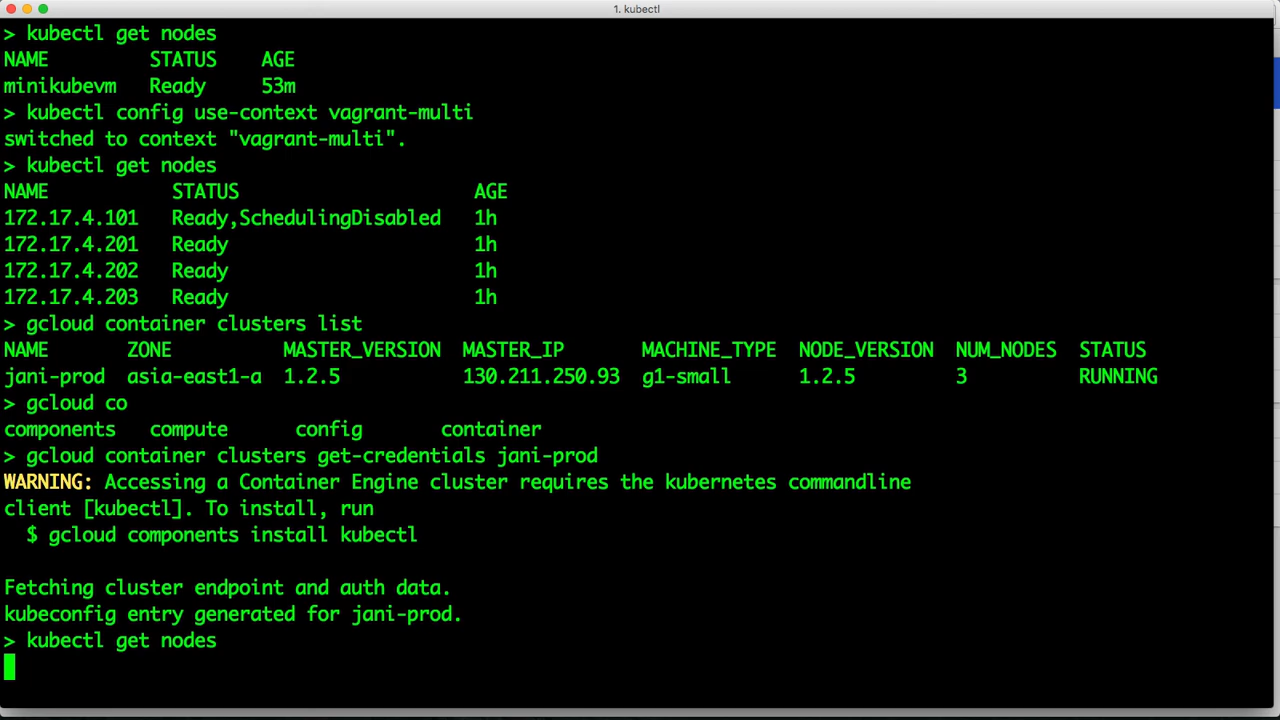 1. kubectl
> kubectl get nodes
NAME STATUS AGE
minikubevm Ready 53m
> kubectl config use-context vagrant-multi
switched to context "vagrant-multi".
> kubectl get nodes
NAME STATUS AGE
172.17.4.101 Ready,SchedulingDisabled 1h
172.17.4.201 Ready 1h
172.17.4.202 Ready 1h
172.17.4.203 Ready 1h
> gcloud container clusters list
NAME ZONE MASTER_VERSION MASTER_IP MACHINE_TYPE NODE_VERSION NUM_NODES STATUS
jani-prod asia-east1-a 1.2.5 130.211.250.93 g1-small 1.2.5 3 RUNNING
> gcloud co
components compute config container
> gcloud container clusters get-credentials jani-prod
WARNING: Accessing a Container Engine cluster requires the kubernetes commandline
client [kubectl]. To install, run
$ gcloud components install kubectl
Fetching cluster endpoint and auth data.
kubeconfig entry generated for jani-prod.
> kubectl get nodes